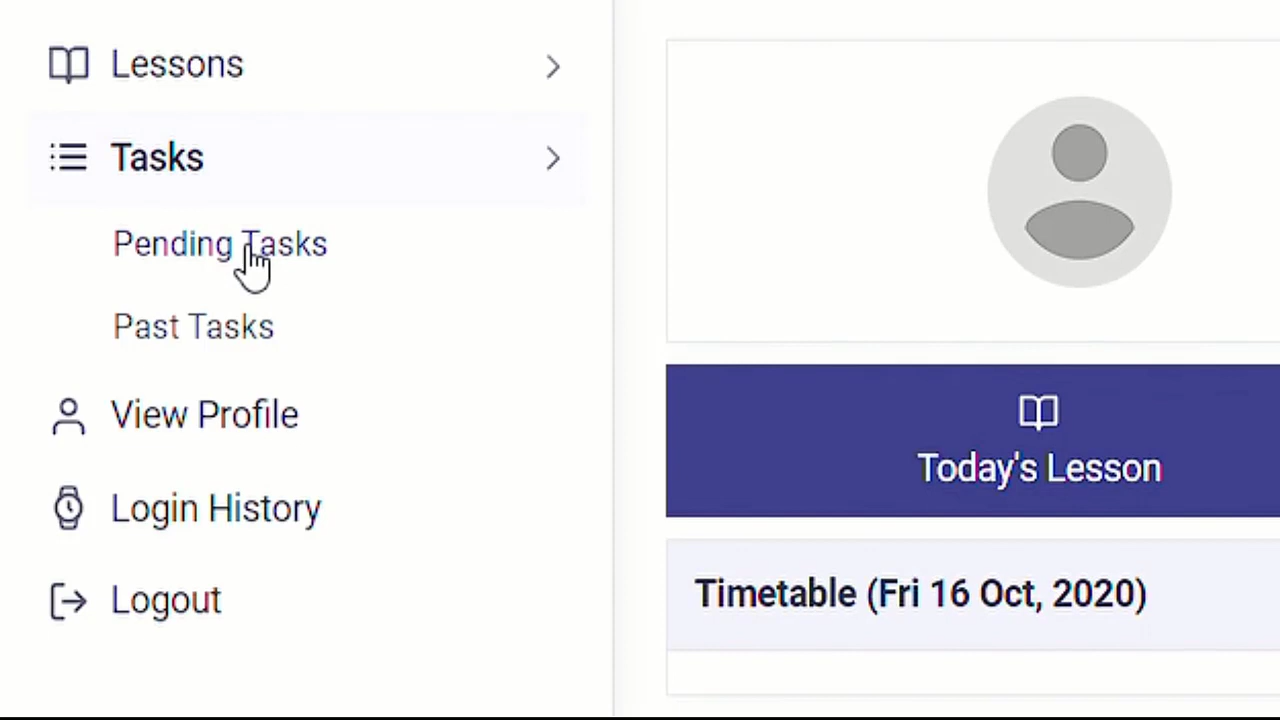 Lessons
Tasks
Pending Tasks
Past Tasks
View Profile
Login History
Logout
Today's Lesson
Timetable (Fri 16 Oct, 2020)